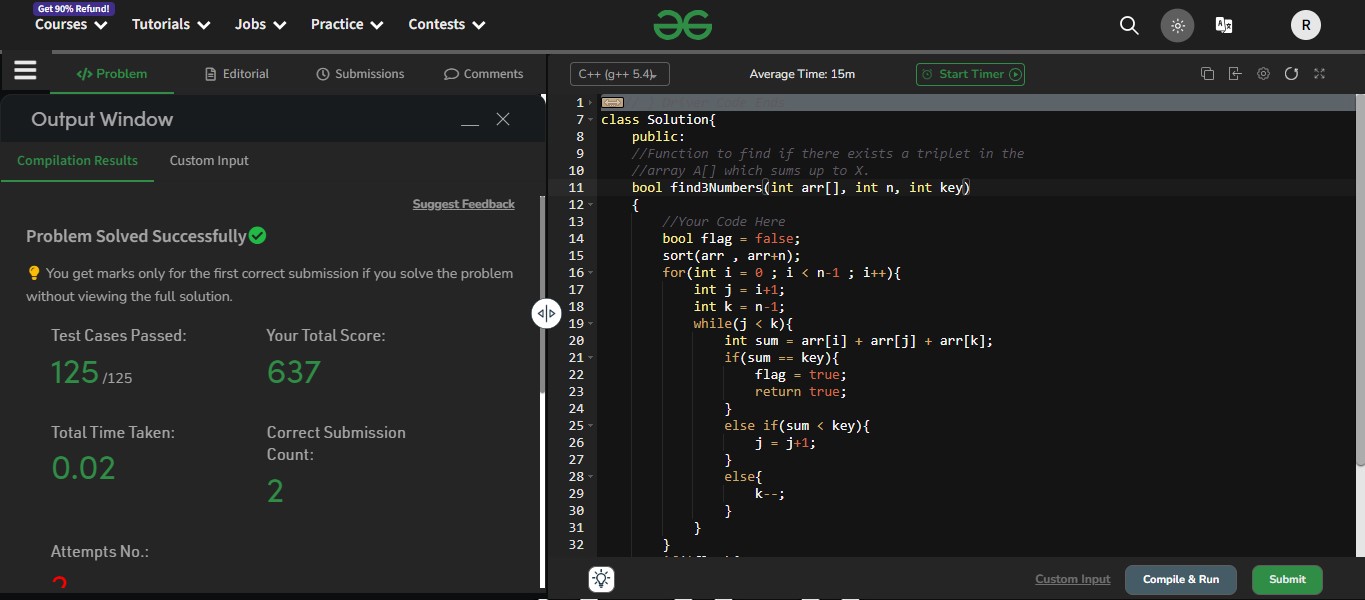 Get 90% Refund!
Courses Tutorials Jobs Practice Contests
R
Problem Editorial Submissions Comments
C++ (g++ 5.4) Average Time: 15m Start Timer
Output Window
Compilation Results Custom Input
Suggest Feedback
Problem Solved Successfully
You get marks only for the first correct submission if you solve the problem
without viewing the full solution.
Test Cases Passed: Your Total Score:
125 /125 637
Total Time Taken: Correct Submission
Count:
0.02
2
Attempts No.:
1
7 class Solution{
8 public:
9 //Function to find if there exists a triplet in the
10 //array A[] which sums up to X.
11 bool find3Numbers(int arr[], int n, int key)
12 {
13 //Your Code Here
14 bool flag = false;
15 sort(arr , arr+n);
16 for(int i = 0 ; i < n-1 ; i++){
17 int j = i+1;
18 int k = n-1;
19 while(j < k){
20 int sum = arr[i] + arr[j] + arr[k];
21 if(sum == key){
22 flag = true;
23 return true;
24 }
25 else if(sum < key){
26 j = j+1;
27 }
28 else{
29 k--;
30 }
31 }
32 }
Custom Input Compile & Run Submit